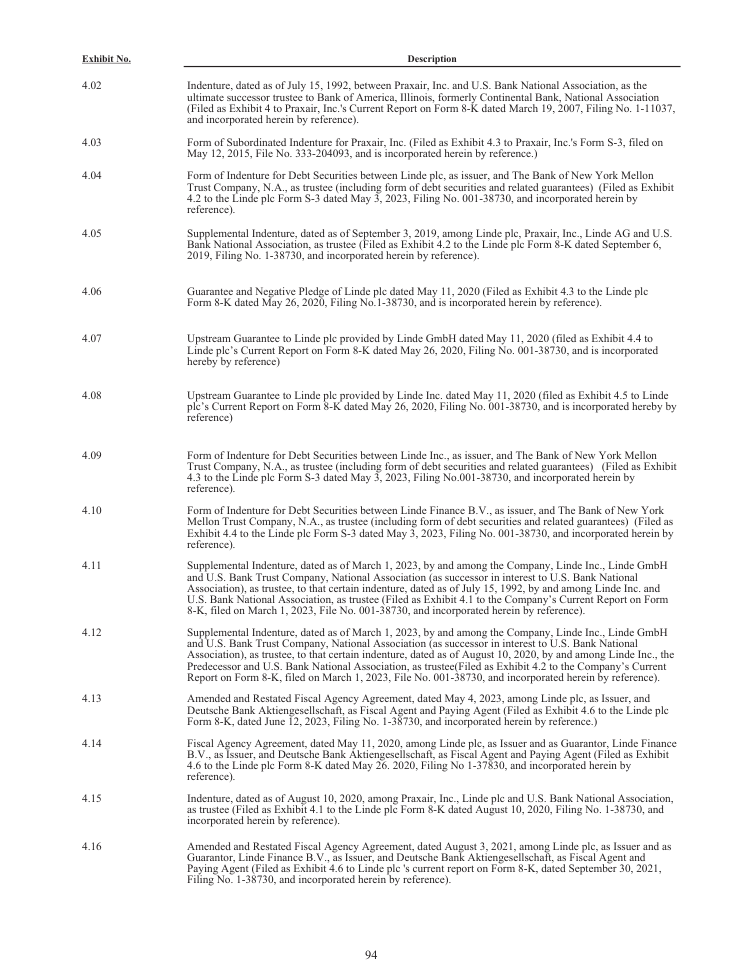 Exhibit No. Description
4.02 Indenture, dated as of July 15, 1992, between Praxair, Inc. and U.S. Bank National Association, as the
ultimate successor trustee to Bank of America, Illinois, formerly Continental Bank, National Association
(Filed as Exhibit 4 to Praxair, Inc.'s Current Report on Form 8-K dated March 19, 2007, Filing No. 1-11037,
and incorporated herein by reference).
4.03 Form of Subordinated Indenture for Praxair, Inc. (Filed as Exhibit 4.3 to Praxair, Inc.'s Form S-3, filed on
May 12, 2015, File No. 333-204093, and is incorporated herein by reference.)
4.04 Form of Indenture for Debt Securities between Linde plc, as issuer, and The Bank of New York Mellon
Trust Company, N.A., as trustee (including form of debt securities and related guarantees) (Filed as Exhibit
4.2 to the Linde plc Form S-3 dated May 3, 2023, Filing No. 001-38730, and incorporated herein by
reference).
4.05 Supplemental Indenture, dated as of September 3, 2019, among Linde plc, Praxair, Inc., Linde AG and U.S.
Bank National Association, as trustee (Filed as Exhibit 4.2 to the Linde plc Form 8-K dated September 6,
2019, Filing No. 1-38730, and incorporated herein by reference).
4.06 Guarantee and Negative Pledge of Linde plc dated May 11, 2020 (Filed as Exhibit 4.3 to the Linde plc
Form 8-K dated May 26, 2020, Filing No.1-38730, and is incorporated herein by reference).
4.07 Upstream Guarantee to Linde plc provided by Linde GmbH dated May 11, 2020 (filed as Exhibit 4.4 to
Linde plc’s Current Report on Form 8-K dated May 26, 2020, Filing No. 001-38730, and is incorporated
hereby by reference)
4.08 Upstream Guarantee to Linde plc provided by Linde Inc. dated May 11, 2020 (filed as Exhibit 4.5 to Linde
plc’s Current Report on Form 8-K dated May 26, 2020, Filing No. 001-38730, and is incorporated hereby by
reference)
4.09 Form of Indenture for Debt Securities between Linde Inc., as issuer, and The Bank of New York Mellon
Trust Company, N.A., as trustee (including form of debt securities and related guarantees) (Filed as Exhibit
4.3 to the Linde plc Form S-3 dated May 3, 2023, Filing No.001-38730, and incorporated herein by
reference).
4.10 Form of Indenture for Debt Securities between Linde Finance B.V., as issuer, and The Bank of New York
Mellon Trust Company, N.A., as trustee (including form of debt securities and related guarantees) (Filed as
Exhibit 4.4 to the Linde plc Form S-3 dated May 3, 2023, Filing No. 001-38730, and incorporated herein by
reference).
4.11 Supplemental Indenture, dated as of March 1, 2023, by and among the Company, Linde Inc., Linde GmbH
and U.S. Bank Trust Company, National Association (as successor in interest to U.S. Bank National
Association), as trustee, to that certain indenture, dated as of July 15, 1992, by and among Linde Inc. and
U.S. Bank National Association, as trustee (Filed as Exhibit 4.1 to the Company’s Current Report on Form
8-K, filed on March 1, 2023, File No. 001-38730, and incorporated herein by reference).
4.12 Supplemental Indenture, dated as of March 1, 2023, by and among the Company, Linde Inc., Linde GmbH
and U.S. Bank Trust Company, National Association (as successor in interest to U.S. Bank National
Association), as trustee, to that certain indenture, dated as of August 10, 2020, by and among Linde Inc., the
Predecessor and U.S. Bank National Association, as trustee(Filed as Exhibit 4.2 to the Company’s Current
Report on Form 8-K, filed on March 1, 2023, File No. 001-38730, and incorporated herein by reference).
4.13 Amended and Restated Fiscal Agency Agreement, dated May 4, 2023, among Linde plc, as Issuer, and
Deutsche Bank Aktiengesellschaft, as Fiscal Agent and Paying Agent (Filed as Exhibit 4.6 to the Linde plc
Form 8-K, dated June 12, 2023, Filing No. 1-38730, and incorporated herein by reference.)
4.14 Fiscal Agency Agreement, dated May 11, 2020, among Linde plc, as Issuer and as Guarantor, Linde Finance
B.V., as Issuer, and Deutsche Bank Aktiengesellschaft, as Fiscal Agent and Paying Agent (Filed as Exhibit
4.6 to the Linde plc Form 8-K dated May 26. 2020, Filing No 1-37830, and incorporated herein by
reference).
4.15 Indenture, dated as of August 10, 2020, among Praxair, Inc., Linde plc and U.S. Bank National Association,
as trustee (Filed as Exhibit 4.1 to the Linde plc Form 8-K dated August 10, 2020, Filing No. 1-38730, and
incorporated herein by reference).
4.16 Amended and Restated Fiscal Agency Agreement, dated August 3, 2021, among Linde plc, as Issuer and as
Guarantor, Linde Finance B.V., as Issuer, and Deutsche Bank Aktiengesellschaft, as Fiscal Agent and
Paying Agent (Filed as Exhibit 4.6 to Linde plc 's current report on Form 8-K, dated September 30, 2021,
Filing No. 1-38730, and incorporated herein by reference).
94